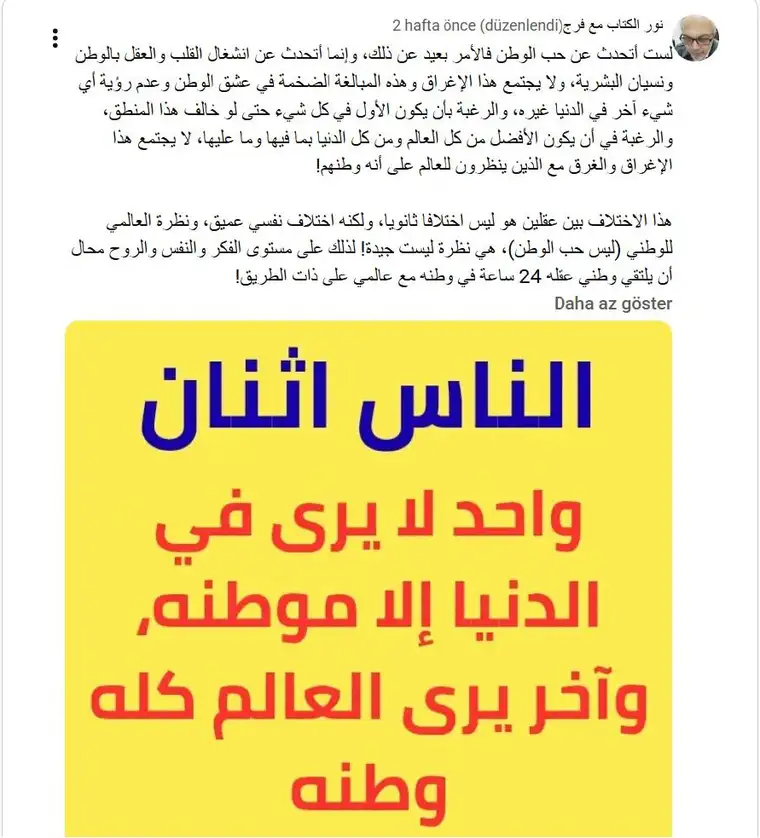 نور الكتاب مع فرج 2 hafta önce (düzenlendi)
لست أتحدث عن حب الوطن فالأمر بعيد عن ذلك، وإنما أتحدث عن انشغال القلب والعقل بالوطن
ونسيان البشرية، ولا يجتمع هذا الإغراق وهذه المبالغة الضخمة في عشق الوطن وعدم رؤية أي
شيء آخر في الدنيا غيره، والرغبة بأن يكون الأول في كل شيء حتى لو خالف هذا المنطق،
والرغبة في أن يكون الأفضل من كل العالم ومن كل الدنيا بما فيها وما عليها، لا يجتمع هذا
الإغراق والغرق مع الذين ينظرون للعالم على أنه وطنهم!
هذا الاختلاف بين عقلين هو ليس اختلافا ثانويا، ولكنه اختلاف نفسي عميق، ونظرة العالمي
للوطني (ليس حب الوطن)، هي نظرة ليست جيدة! لذلك على مستوى الفكر والنفس والروح محال
أن يلتقي وطني عقله 24 ساعة في وطنه مع عالمي على ذات الطريق!
Daha az göster
الناس اثنان
واحد لا يرى في
الدنيا إلا موطنه,
وآخر يرى العالم كله
وطنه